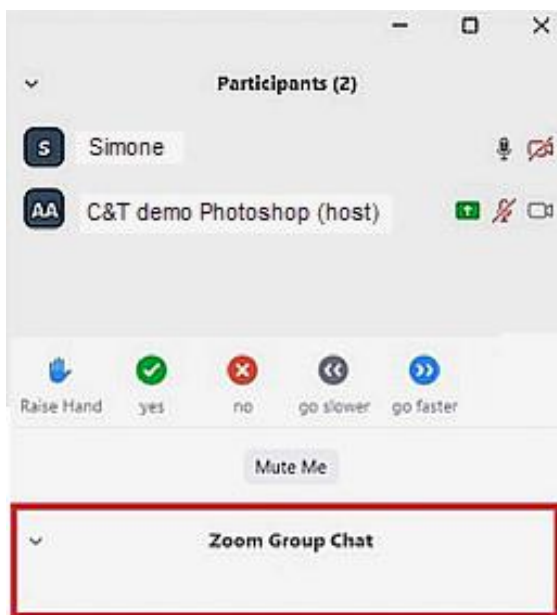 Participants (2)
S Simone
AA C&T demo Photoshop (host)
Raise Hand yes no go slower go faster
Mute Me
Zoom Group Chat